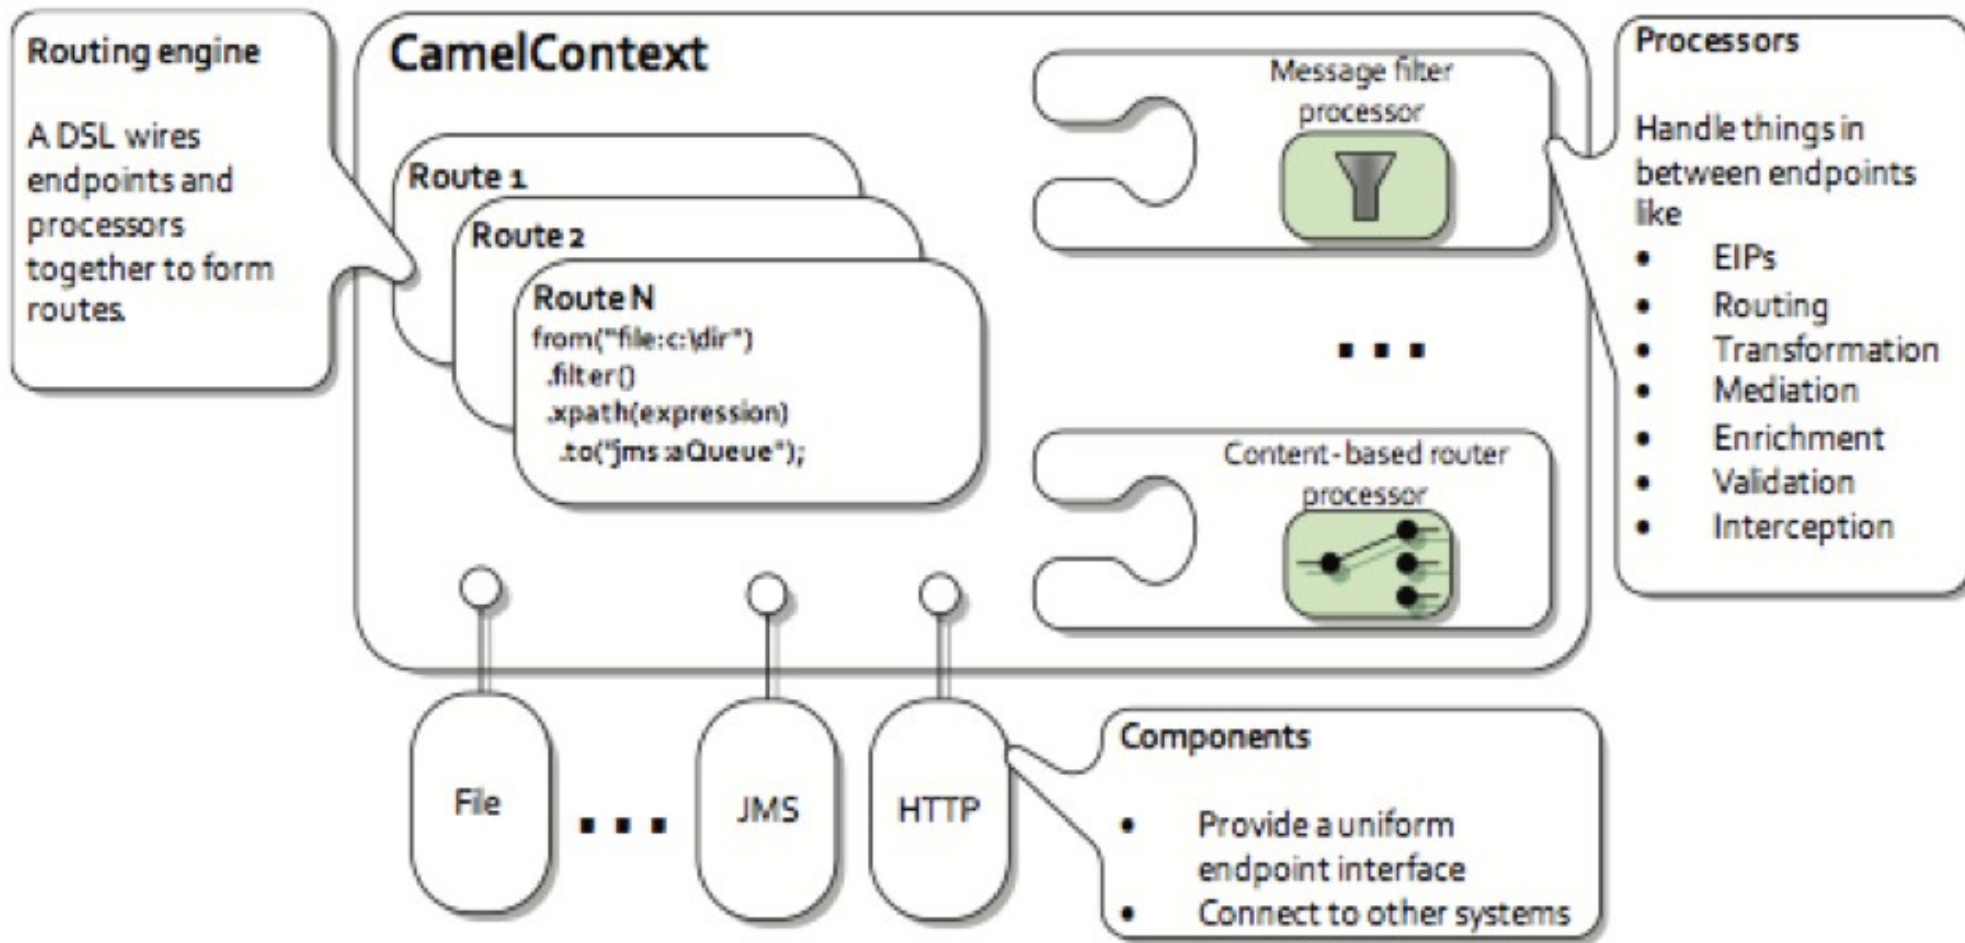 Routing engine
A DSL wires
endpoints and
processors
together to form
routes.
CamelContext
Route 1
Route 2
Route N
from("file:c:\dir")
.filter()
.xpath(expression)
.to("jms:aQueue");
Message filter
processor
...
Content-based router
processor
Processors
Handle things in
between endpoints
like
• EIPs
• Routing
• Transformation
• Mediation
• Enrichment
• Validation
• Interception
File
...
JMS
HTTP
Components
• Provide a uniform
endpoint interface
• Connect to other systems